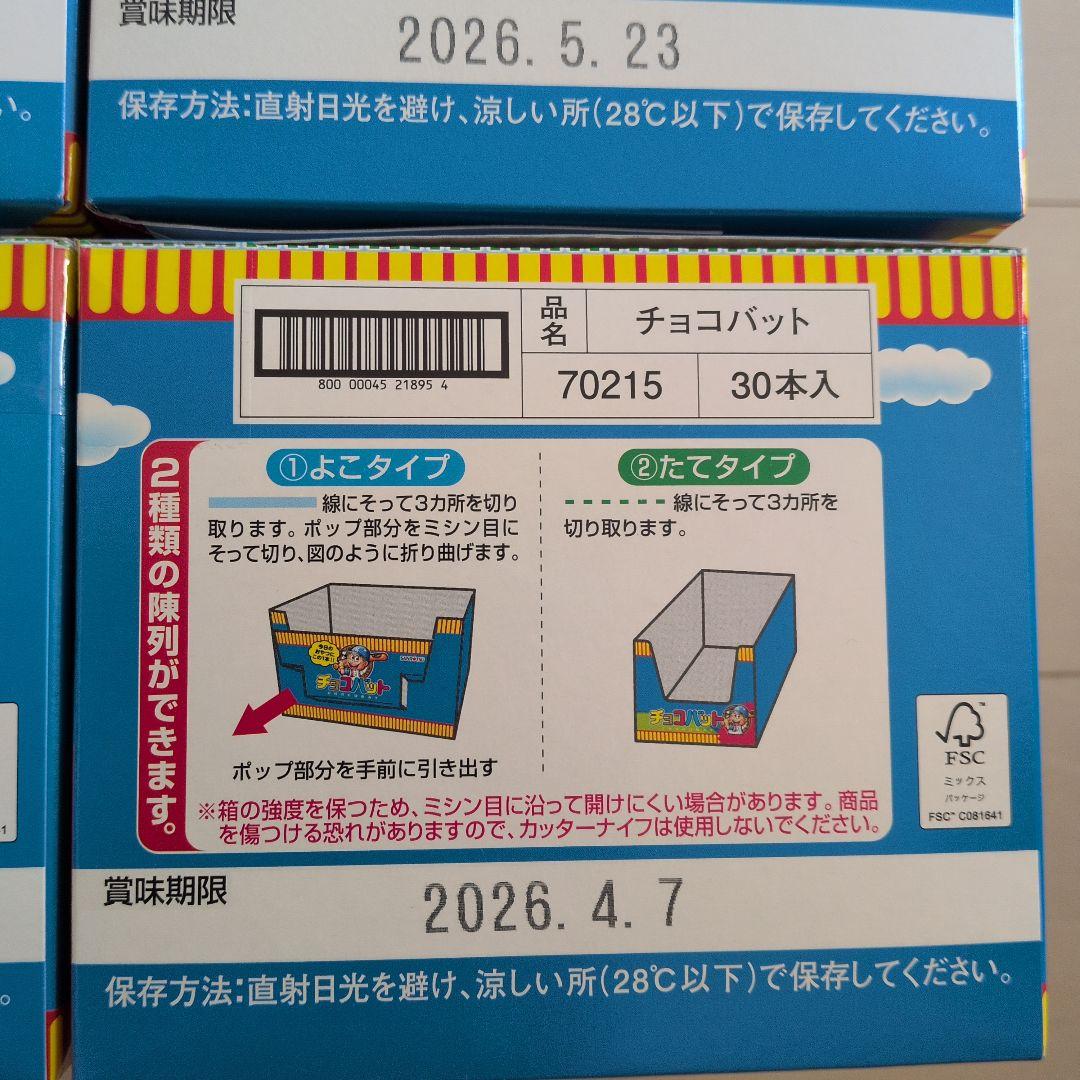 賞味期限
2026. 5. 23
い。
保存方法:直射日光を避け、涼しい所(28℃以下)で保存してください。
品名
チョコバット
800 00045 21895 4
70215
30本入
2種類の陳列ができます。
①よこタイプ
線にそって3カ所を切り
取ります。ポップ部分をミシン目に
そって切り、図のように折り曲げます。
今日の
おやつに
この1本!!
チョコバット
ポップ部分を手前に引き出す
②たてタイプ
線にそって3カ所を
切り取ります。
チョコバット
※箱の強度を保つため、ミシン目に沿って開けにくい場合があります。商品
を傷つける恐れがありますので、カッターナイフは使用しないでください。
FSC
ミックス
パッケージ
FSC™ C081641
賞味期限
2026. 4. 7
保存方法:直射日光を避け、涼しい所(28℃以下)で保存してください。